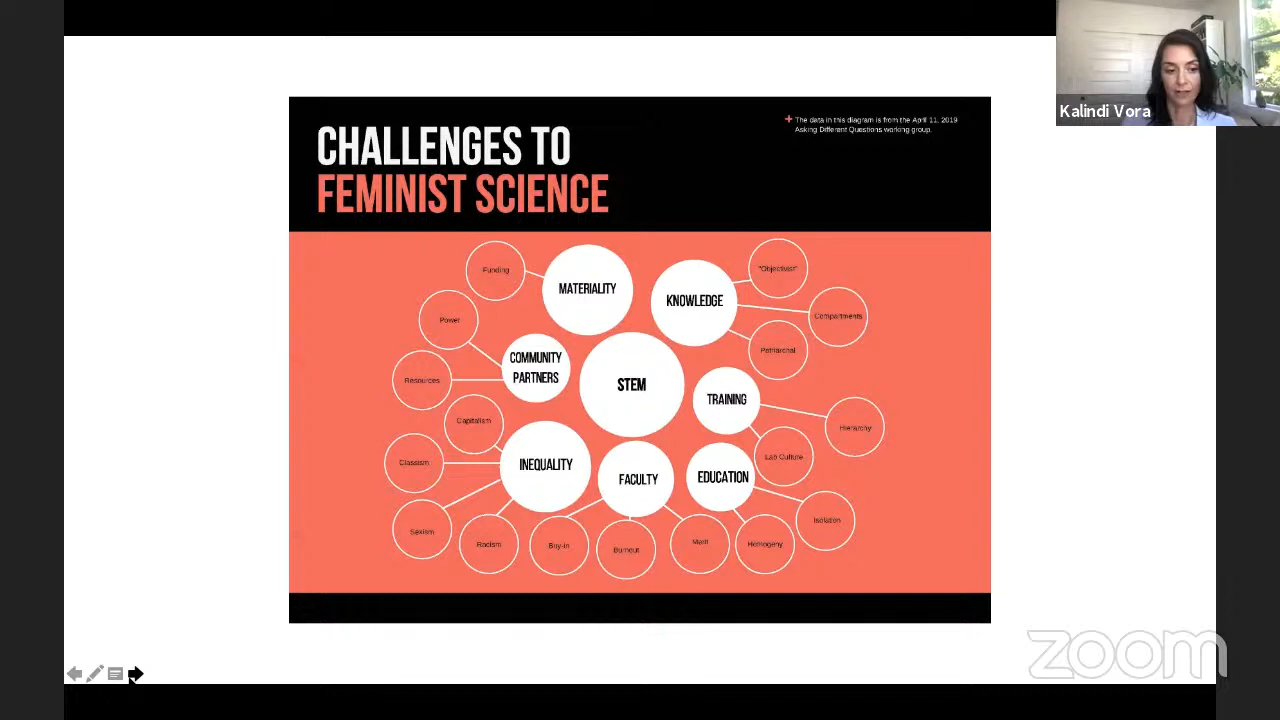 CHALLENGES TO
FEMINIST SCIENCE
+ The data in this diagram is from the April 11, 2019
Asking Different Questions working group.
Kalindi Vora
Funding
MATERIALITY
KNOWLEDGE
"Objectivist"
Compartments
Patriarchal
Power
COMMUNITY
PARTNERS
Resources
STEM
TRAINING
Hierarchy
Lab Culture
Capitalism
INEQUALITY
Classism
Sexism
Racism
FACULTY
Buy-in
Burnout
Merit
EDUCATION
Isolation
Homogeny
zoom